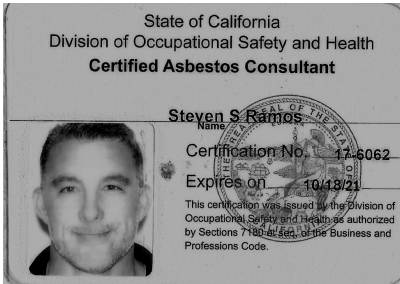 State of California
Division of Occupational Safety and Health
Certified Asbestos Consultant
Steven S Ramos
Name
Certification No. 17-6062
Expires on 10/18/21
This certification was issued by the Division of
Occupational Safety and Health as authorized
by Sections 7180 et seq. of the Business and
Professions Code.